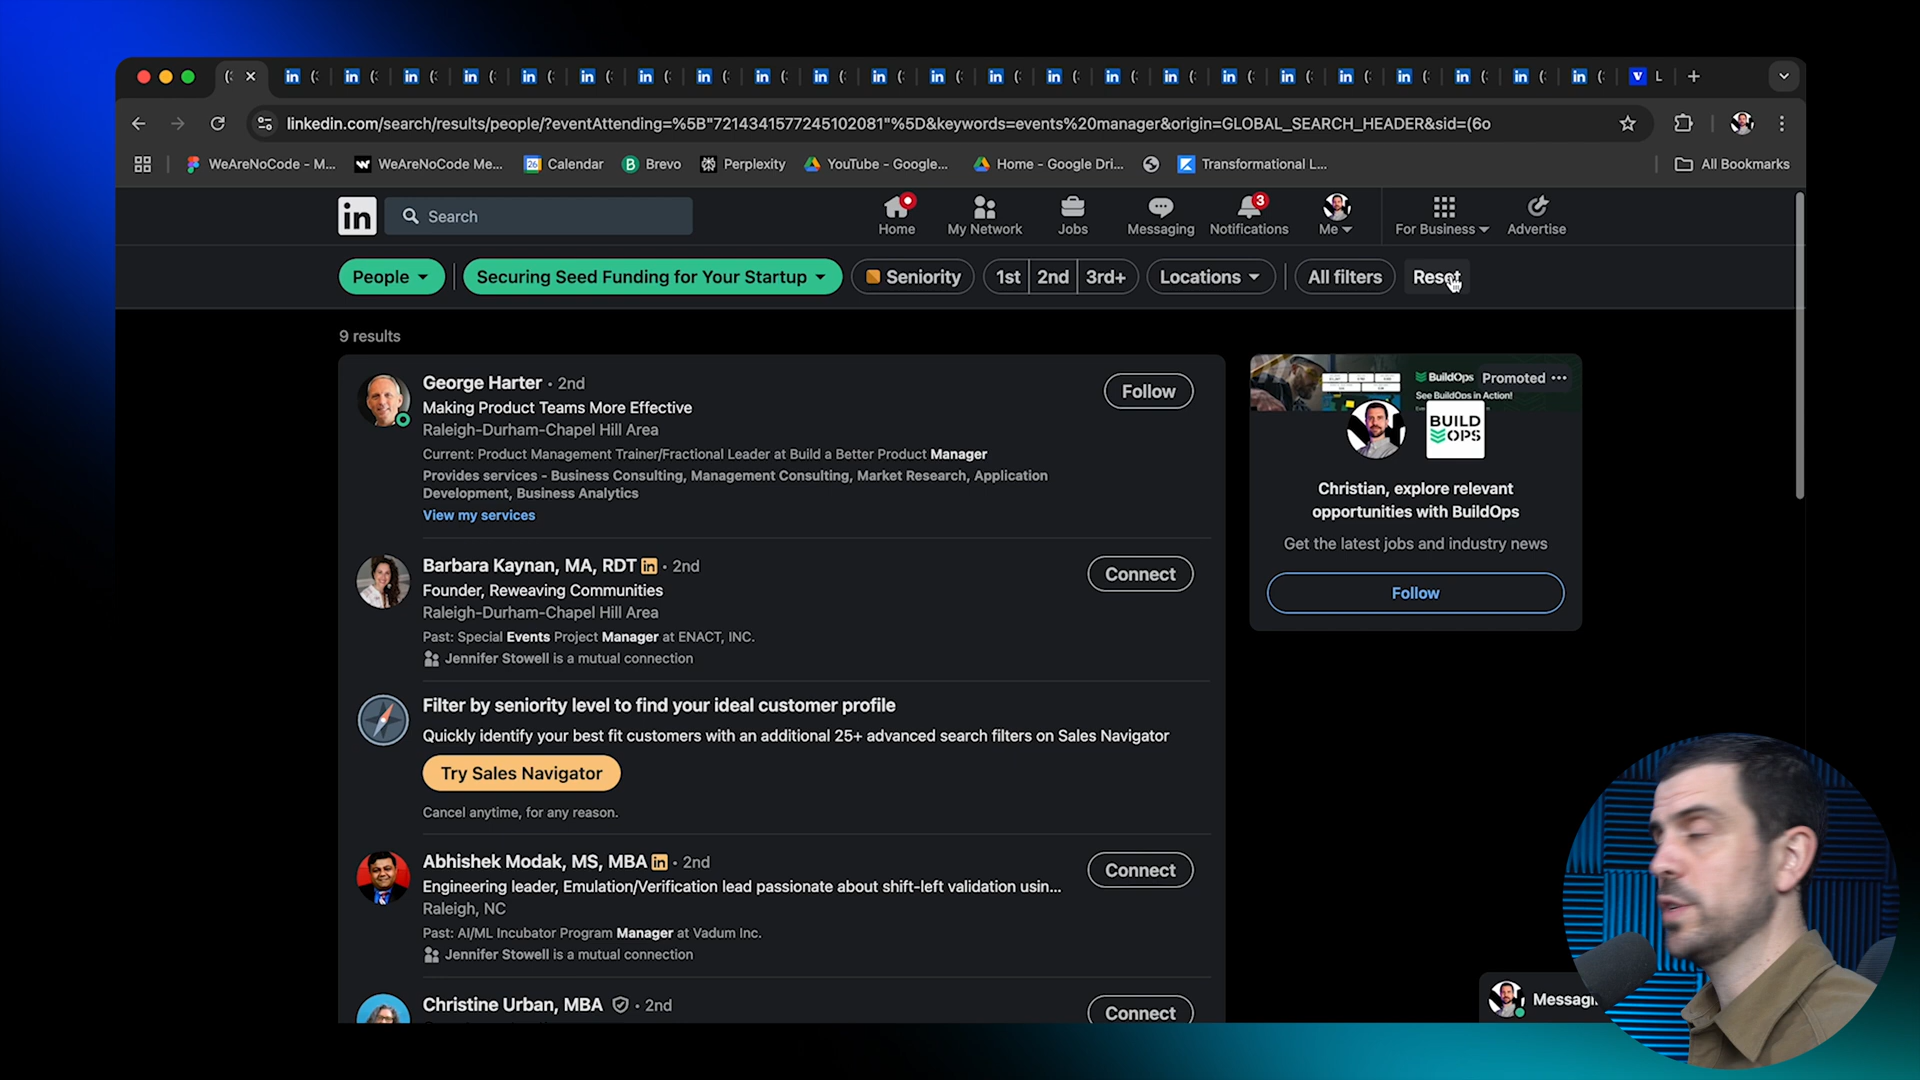 linkedin.com/search/results/people/?eventAttending=%5B"7214341577245102081"%5D&keywords=events%20manager&origin=GLOBAL_SEARCH_HEADER&sid=(6o
WeAreNoCode - M... WeAreNoCode Me... Calendar Brevo Perplexity YouTube - Google... Home - Google Dri... Transformational L... All Bookmarks
in Search Home My Network Jobs Messaging 3 Notifications Me For Business Advertise
People Securing Seed Funding for Your Startup Seniority 1st 2nd 3rd+ Locations All filters Reset
9 results
George Harter • 2nd
Follow
Making Product Teams More Effective
Raleigh-Durham-Chapel Hill Area
Current: Product Management Trainer/Fractional Leader at Build a Better Product Manager
Provides services - Business Consulting, Management Consulting, Market Research, Application
Development, Business Analytics
View my services
Barbara Kaynan, MA, RDT in • 2nd
Connect
Founder, Reweaving Communities
Raleigh-Durham-Chapel Hill Area
Past: Special Events Project Manager at ENACT, INC.
Jennifer Stowell is a mutual connection
Filter by seniority level to find your ideal customer profile
Quickly identify your best fit customers with an additional 25+ advanced search filters on Sales Navigator
Try Sales Navigator
Cancel anytime, for any reason.
Abhishek Modak, MS, MBA in • 2nd
Connect
Engineering leader, Emulation/Verification lead passionate about shift-left validation usin...
Raleigh, NC
Past: AI/ML Incubator Program Manager at Vadum Inc.
Jennifer Stowell is a mutual connection
Christine Urban, MBA • 2nd
Connect
BuildOps Promoted
See BuildOps in Action!
BUILD
OPS
Christian, explore relevant
opportunities with BuildOps
Get the latest jobs and industry news
Follow
Messagi